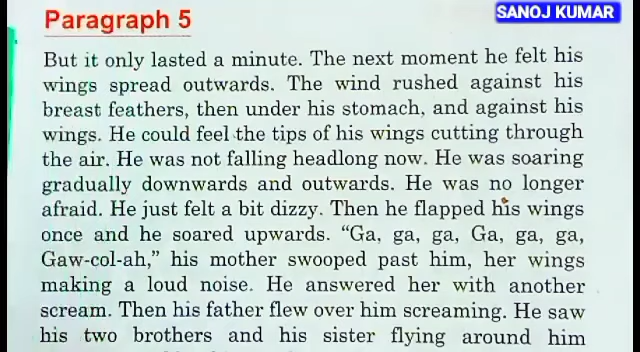 Paragraph 5
SANOJ KUMAR
But it only lasted a minute. The next moment he felt his
wings spread outwards. The wind rushed against his
breast feathers, then under his stomach, and against his
wings. He could feel the tips of his wings cutting through
the air. He was not falling headlong now. He was soaring
gradually downwards and outwards. He was no longer
afraid. He just felt a bit dizzy. Then he flapped his wings
once and he soared upwards. “Ga, ga, ga, Ga, ga, ga,
Gaw-col-ah,” his mother swooped past him, her wings
making a loud noise. He answered her with another
scream. Then his father flew over him screaming. He saw
his two brothers and his sister flying around him